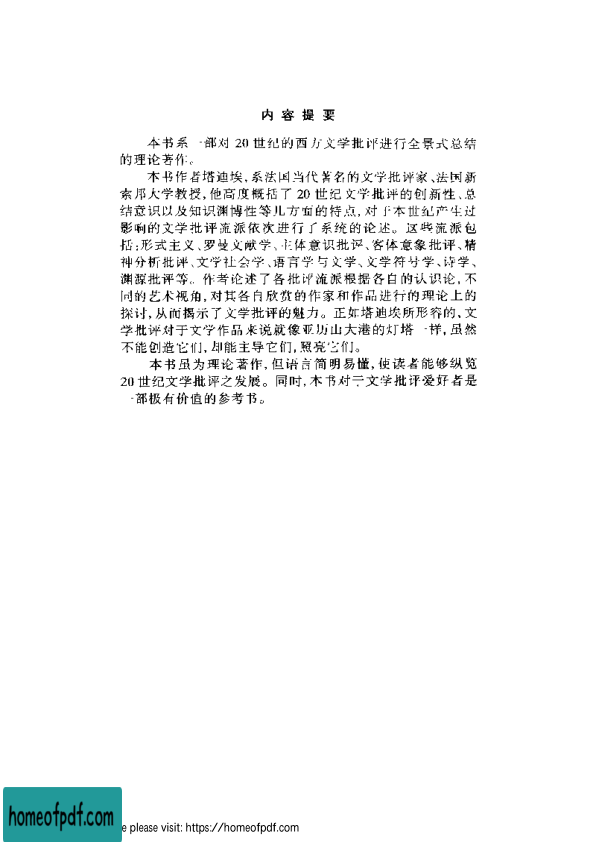 内容提要
本书系一部对 20 世纪的西方文学批评进行全景式总结
的理论著作。
本书作者塔迪埃,系法国当代著名的文学批评家、法国新
索邦大学教授,他高度概括了 20 世纪文学批评的创新性、总
结意识以及知识渊博性等几方面的特点,对于本世纪产生过
影响的文学批评流派依次进行了系统的论述。这些流派包
括:形式主义、罗曼文献学、主体意识批评、客体意象批评、精
神分析批评、文学社会学、语言学与文学、文学符号学、诗学、
渊源批评等。作者论述了各批评流派根据各自的认识论,不
同的艺术视角,对其各自欣赏的作家和作品进行的理论上的
探讨,从而揭示了文学批评的魅力。正如塔迪埃所形容的、文
学批评对于文学作品来说就像亚历山大港的灯塔一样,虽然
不能创造它们,却能主导它们,照亮它们。
本书虽为理论著作,但语言简明易懂,使读者能够纵览
20 世纪文学批评之发展。同时,本书对于文学批评爱好者是
一部极有价值的参考书。
homeofpdf.com
e please visit: https://homeofpdf.com